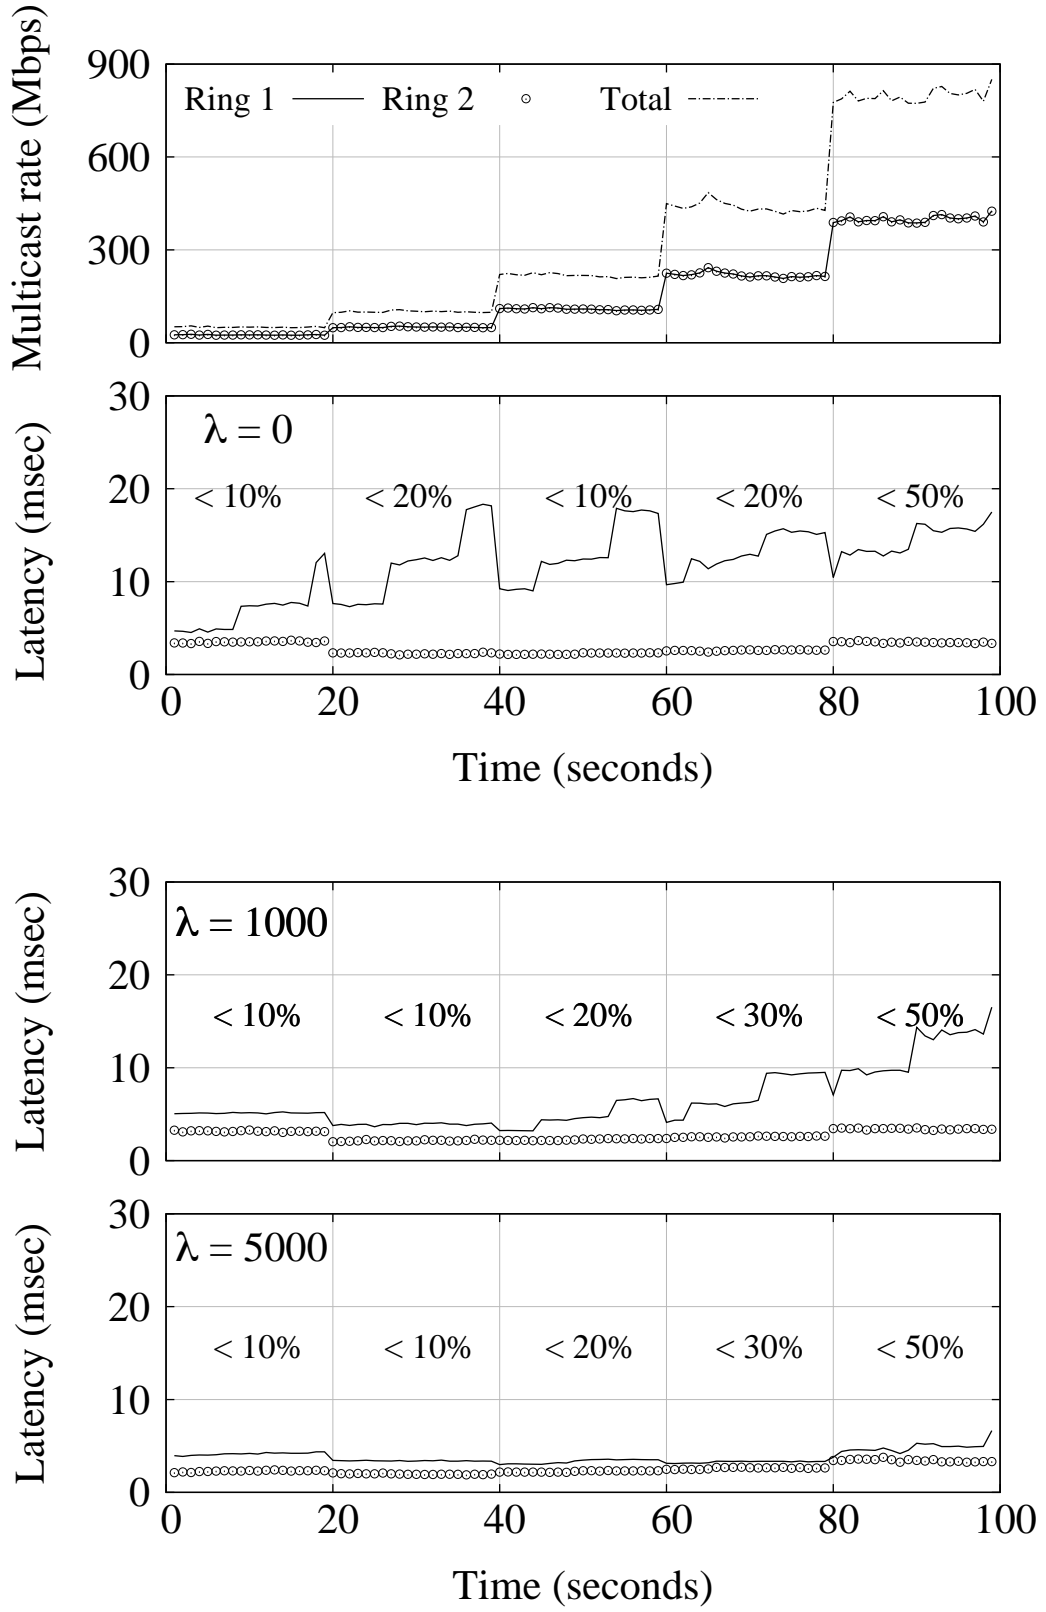 Multicast rate (Mbps)
900
600
300
0
Ring 1 Ring 2 Total
Latency (msec)
30
20
10
0
λ = 0
< 10% < 20% < 10% < 20% < 50%
0 20 40 60 80 100
Time (seconds)
Latency (msec)
30
20
10
0
λ = 1000
< 10% < 10% < 20% < 30% < 50%
Latency (msec)
30
20
10
0
λ = 5000
< 10% < 10% < 20% < 30% < 50%
0 20 40 60 80 100
Time (seconds)